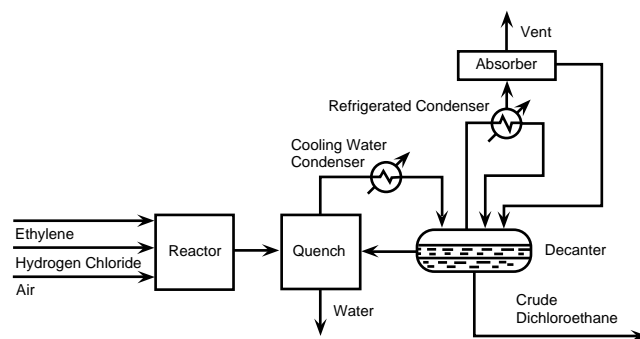 Vent
Absorber
Refrigerated Condenser
Cooling Water
Condenser
Ethylene
Hydrogen Chloride
Air
Reactor
Quench
Decanter
Water
Crude
Dichloroethane